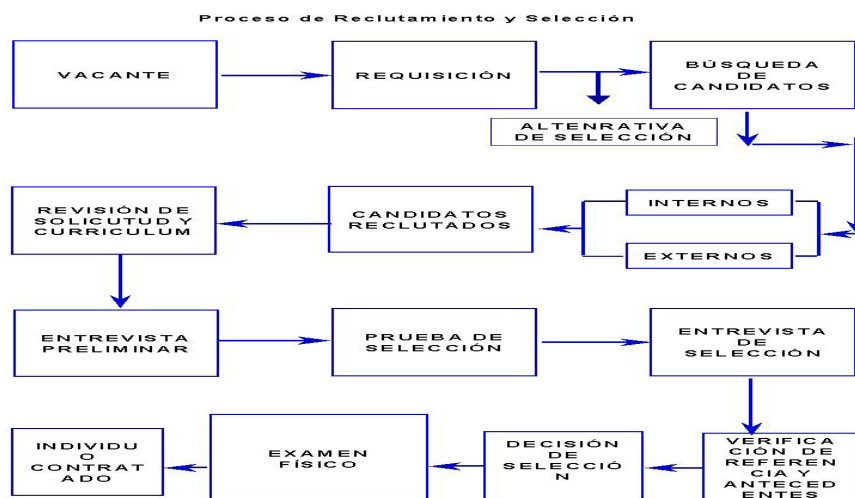 Proceso de Reclutamiento y Selección
VACANTE
REQUISICIÓN
BÚSQUEDA
DE
CANDIDATOS
ALTENRATIVA
DE SELECCIÓN
INTERNOS
EXTERNOS
CANDIDATOS
RECLUTADOS
REVISIÓN DE
SOLICUTUD Y
CURRICULUM
ENTREVISTA
PRELIMINAR
PRUEBA DE
SELECCIÓN
ENTREVISTA
DE
SELECCIÓN
VERIFICA
CIÓN DE
REFEREN
CIA Y
ANTECED
ENTES
DECISIÓN
DE
SELECCIÓ
N
EXAMEN
FÍSICO
INDIVIDU
O
CONTRAT
ADO